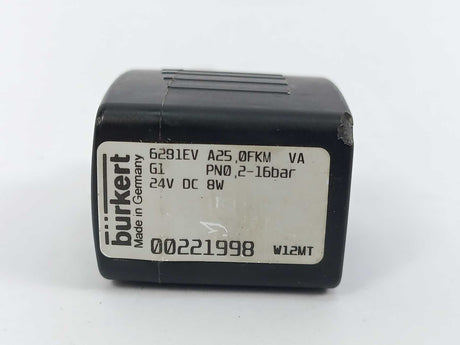 bürkert
Made in Germany
6281EV A25,0FKM VA
G1 PN0,2-16bar
24V DC 8W
00221998 W12MT